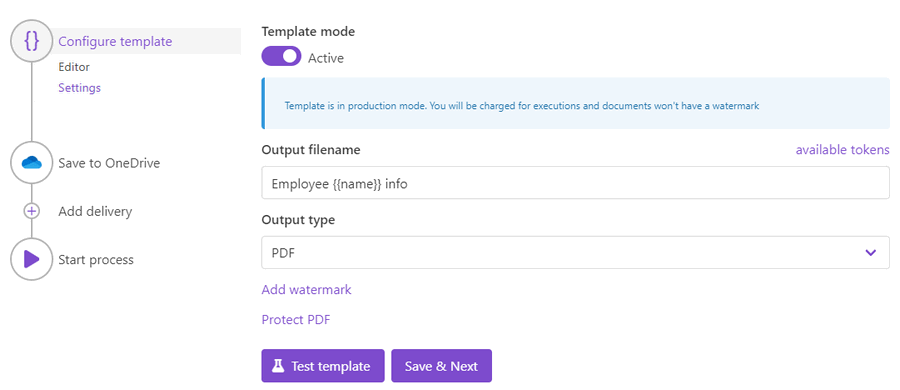 {}
Configure template
Editor
Settings
Save to OneDrive
Add delivery
Start process
Template mode
Active
Template is in production mode. You will be charged for executions and documents won't have a watermark
Output filename
available tokens
Employee {{name}} info
Output type
PDF
Add watermark
Protect PDF
Test template
Save & Next